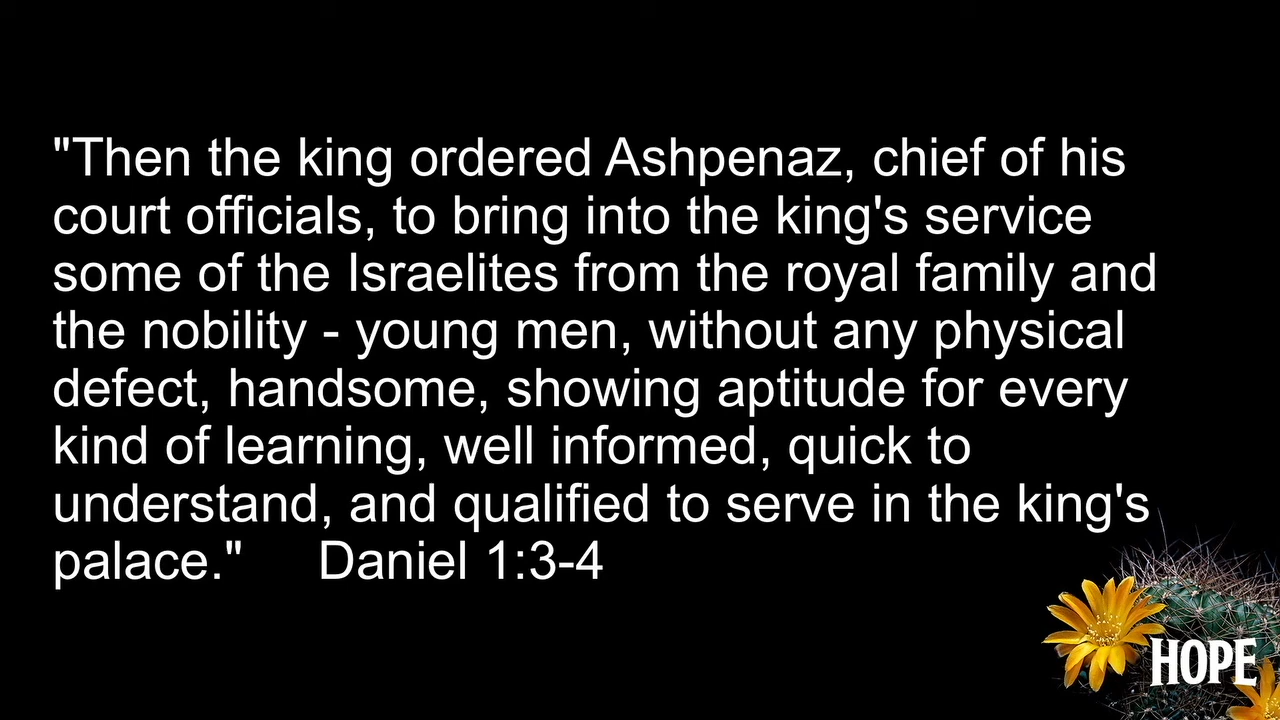 "Then the king ordered Ashpenaz, chief of his
court officials, to bring into the king's service
some of the Israelites from the royal family and
the nobility - young men, without any physical
defect, handsome, showing aptitude for every
kind of learning, well informed, quick to
understand, and qualified to serve in the king's
palace." Daniel 1:3-4
HOPE